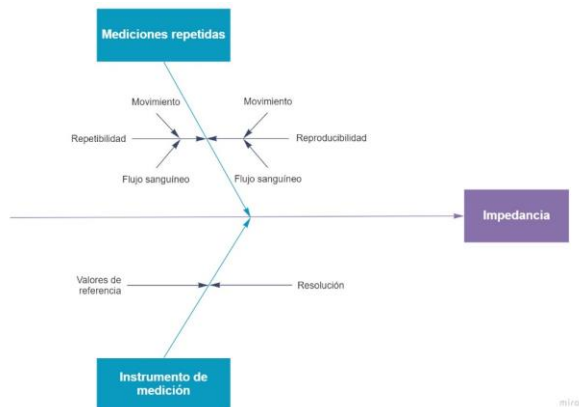 Mediciones repetidas
Movimiento
Movimiento
Repetibilidad
Reproducibilidad
Flujo sanguíneo
Flujo sanguíneo
Impedancia
Valores de
referencia
Resolución
Instrumento de
medición
miro